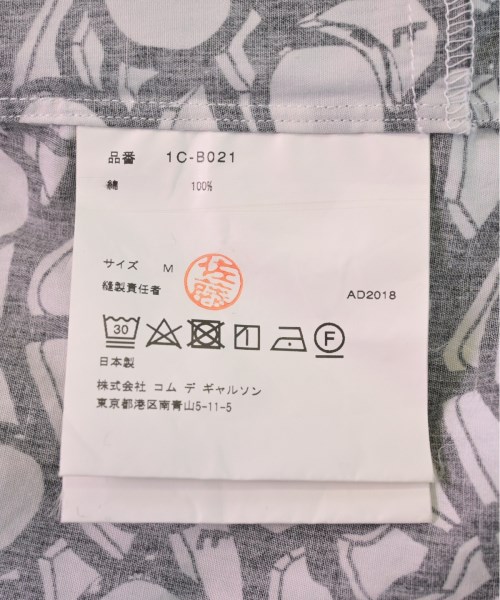 品番 1C-B021
綿 100%
サイズ M
佐藤
縫製責任者
AD2018
30
F
日本製
株式会社 コム デ ギャルソン
東京都港区南青山5-11-5